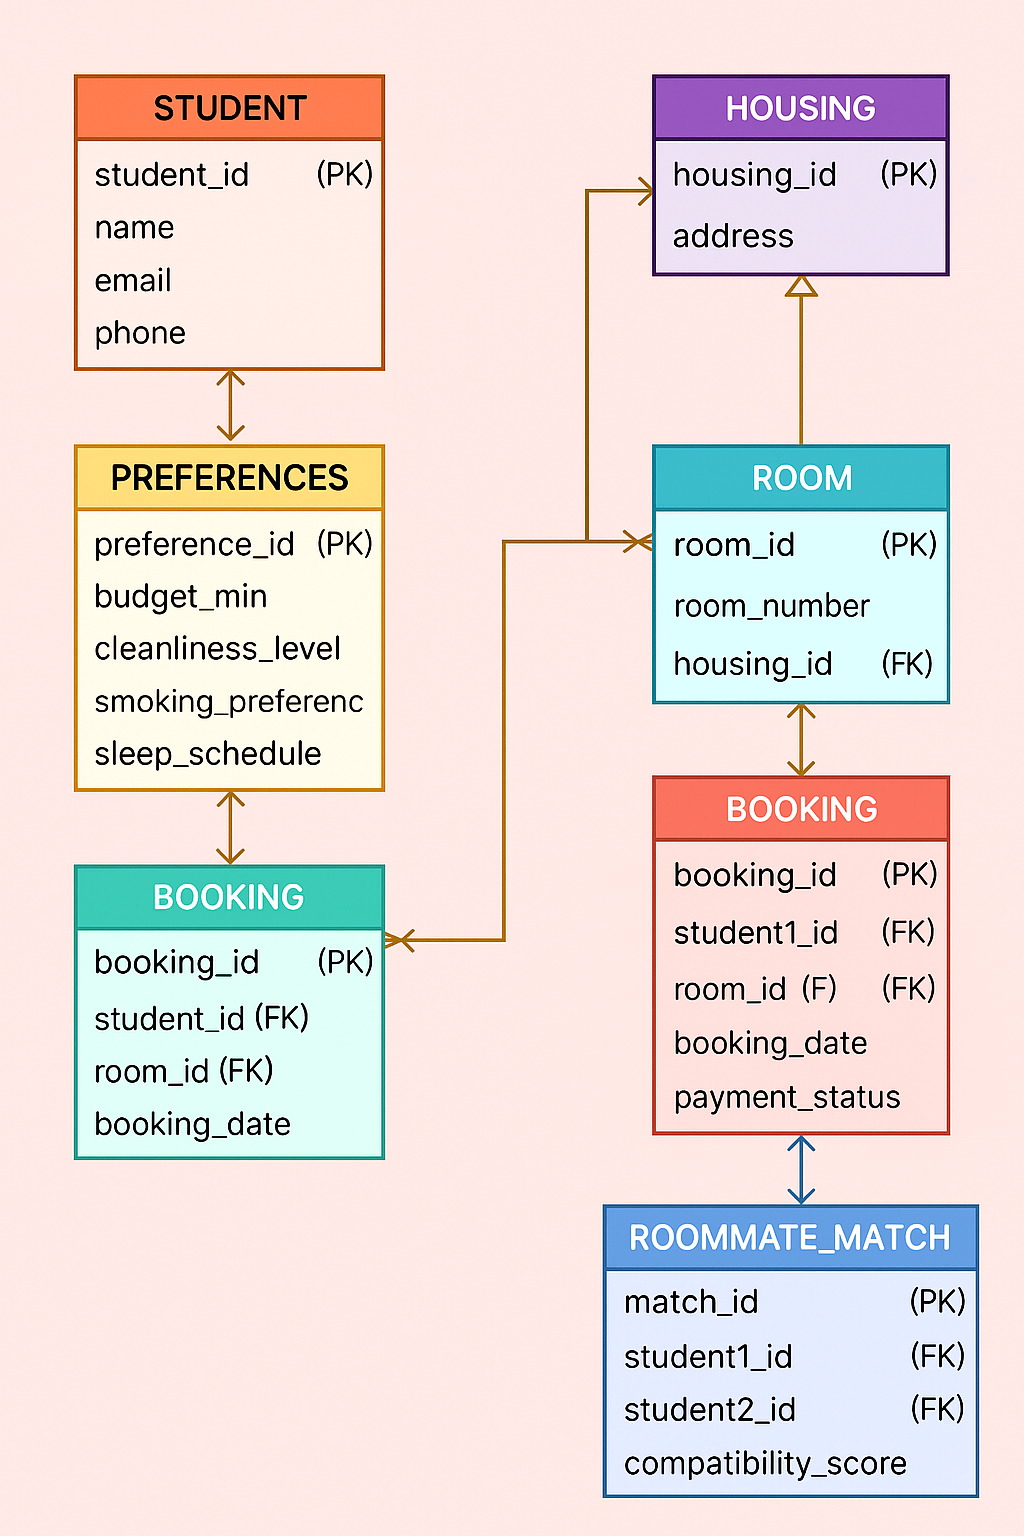 STUDENT
student_id (PK)
name
email
phone
PREFERENCES
preference_id (PK)
budget_min
cleanliness_level
smoking_preferenc
sleep_schedule
BOOKING
booking_id (PK)
student_id (FK)
room_id (FK)
booking_date
HOUSING
housing_id (PK)
address
ROOM
room_id (PK)
room_number
housing_id (FK)
BOOKING
booking_id (PK)
student1_id (FK)
room_id (F) (FK)
booking_date
payment_status
ROOMMATE_MATCH
match_id (PK)
student1_id (FK)
student2_id (FK)
compatibility_score